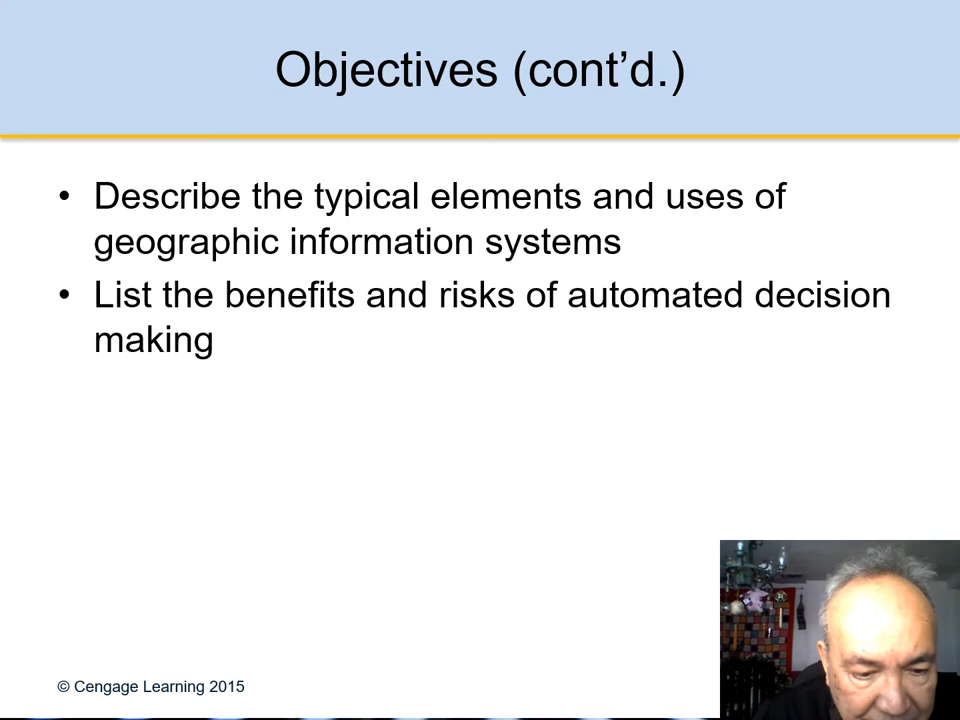 Objectives (cont’d.)
• Describe the typical elements and uses of
geographic information systems
• List the benefits and risks of automated decision
making
© Cengage Learning 2015